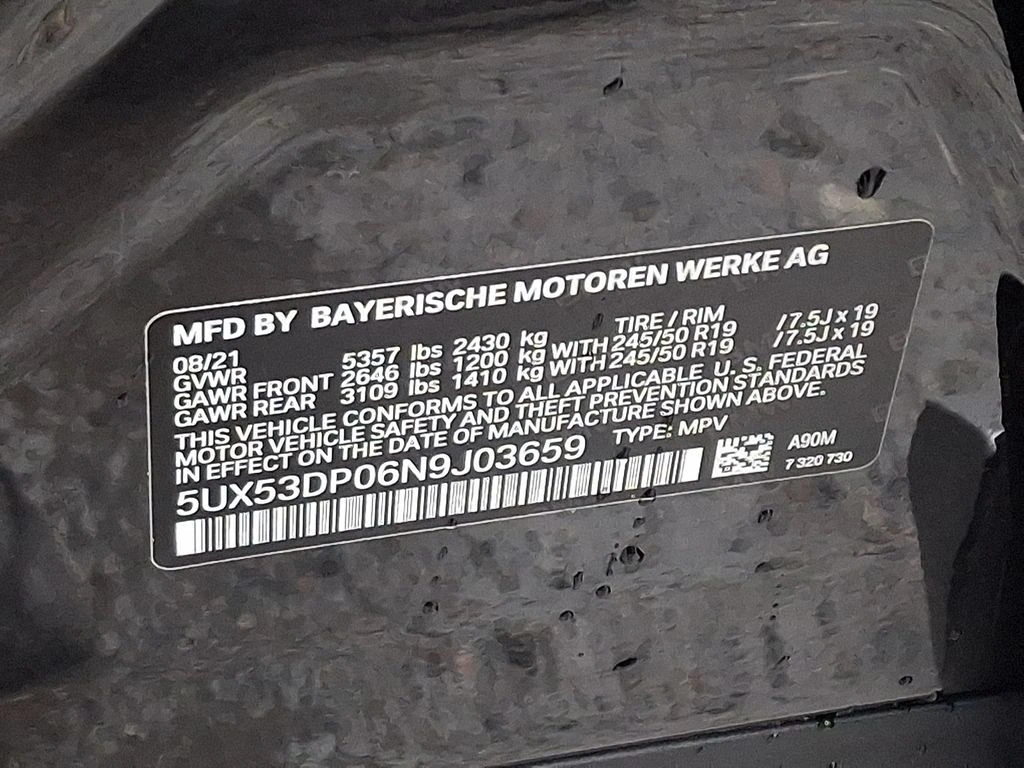 MFD BY BAYERISCHE MOTOREN WERKE AG
08/21 TIRE / RIM
GVWR 5357 lbs 2430 kg
GAWR FRONT 2646 lbs 1200 kg WITH 245/50 R19 /7.5J x 19
GAWR REAR 3109 lbs 1410 kg WITH 245/50 R19 /7.5J x 19
THIS VEHICLE CONFORMS TO ALL APPLICABLE U. S. FEDERAL
MOTOR VEHICLE SAFETY AND THEFT PREVENTION STANDARDS
IN EFFECT ON THE DATE OF MANUFACTURE SHOWN ABOVE.
5UX53DP06N9J03659 TYPE: MPV
A90M
7 320 730